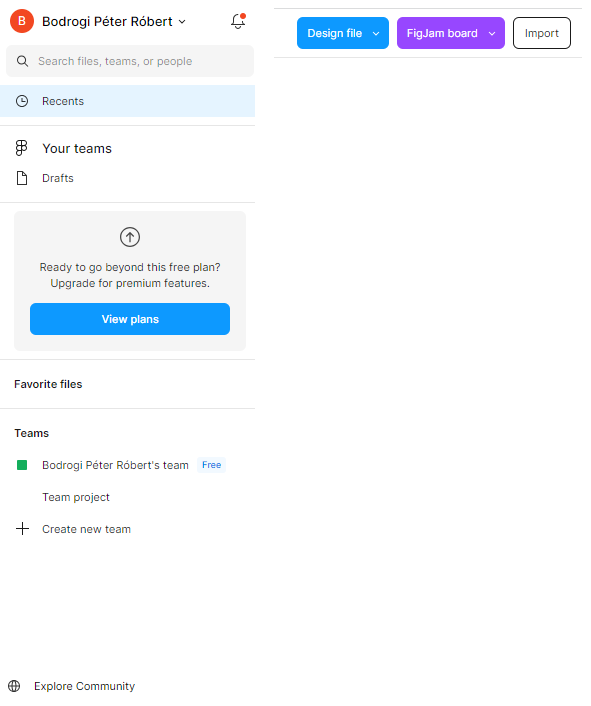 B
Bodrogi Péter Róbert
Search files, teams, or people
Recents
Your teams
Drafts
Ready to go beyond this free plan?
Upgrade for premium features.
View plans
Favorite files
Teams
Bodrogi Péter Róbert's team Free
Team project
Create new team
Explore Community
Design file
FigJam board
Import